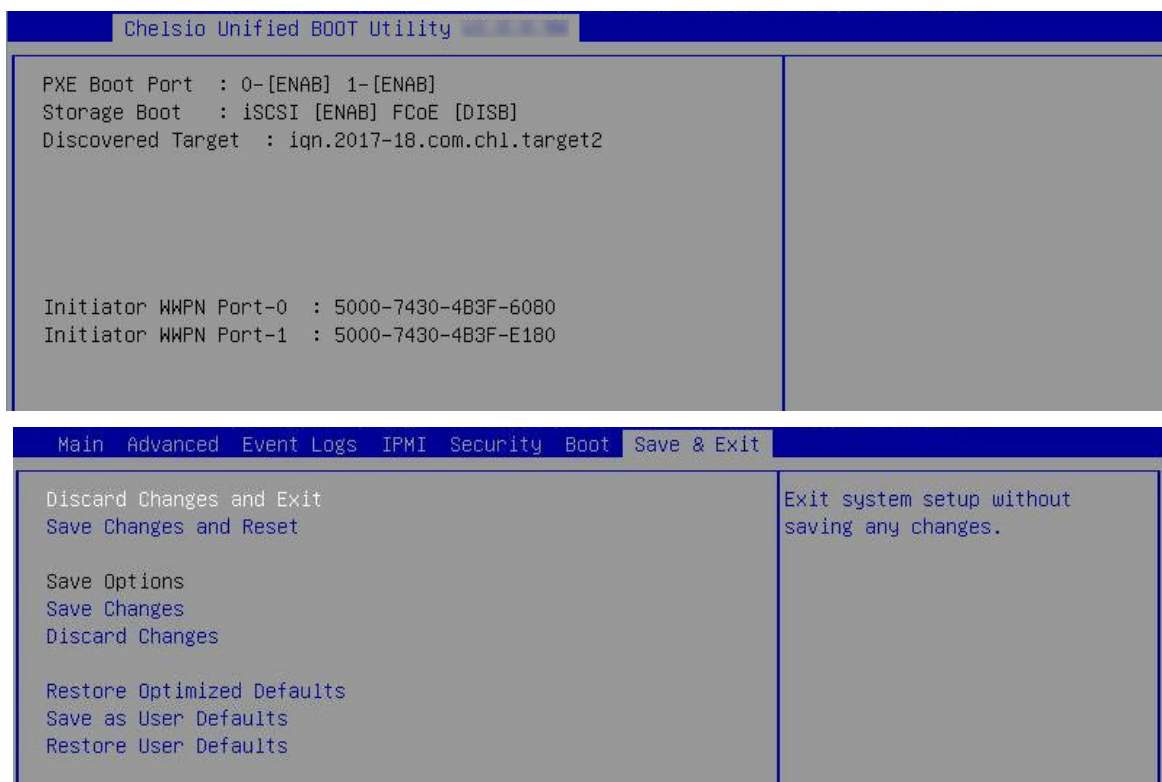 Chelsio Unified BOOT Utility
PXE Boot Port : 0-[ENAB] 1-[ENAB]
Storage Boot : iSCSI [ENAB] FCoE [DISB]
Discovered Target : iqn.2017-18.com.chl.target2
Initiator WWPN Port-0 : 5000-7430-4B3F-6080
Initiator WWPN Port-1 : 5000-7430-4B3F-E180
Main Advanced Event Logs IPMI Security Boot Save & Exit
Discard Changes and Exit
Save Changes and Reset
Save Options
Save Changes
Discard Changes
Restore Optimized Defaults
Save as User Defaults
Restore User Defaults
Exit system setup without
saving any changes.